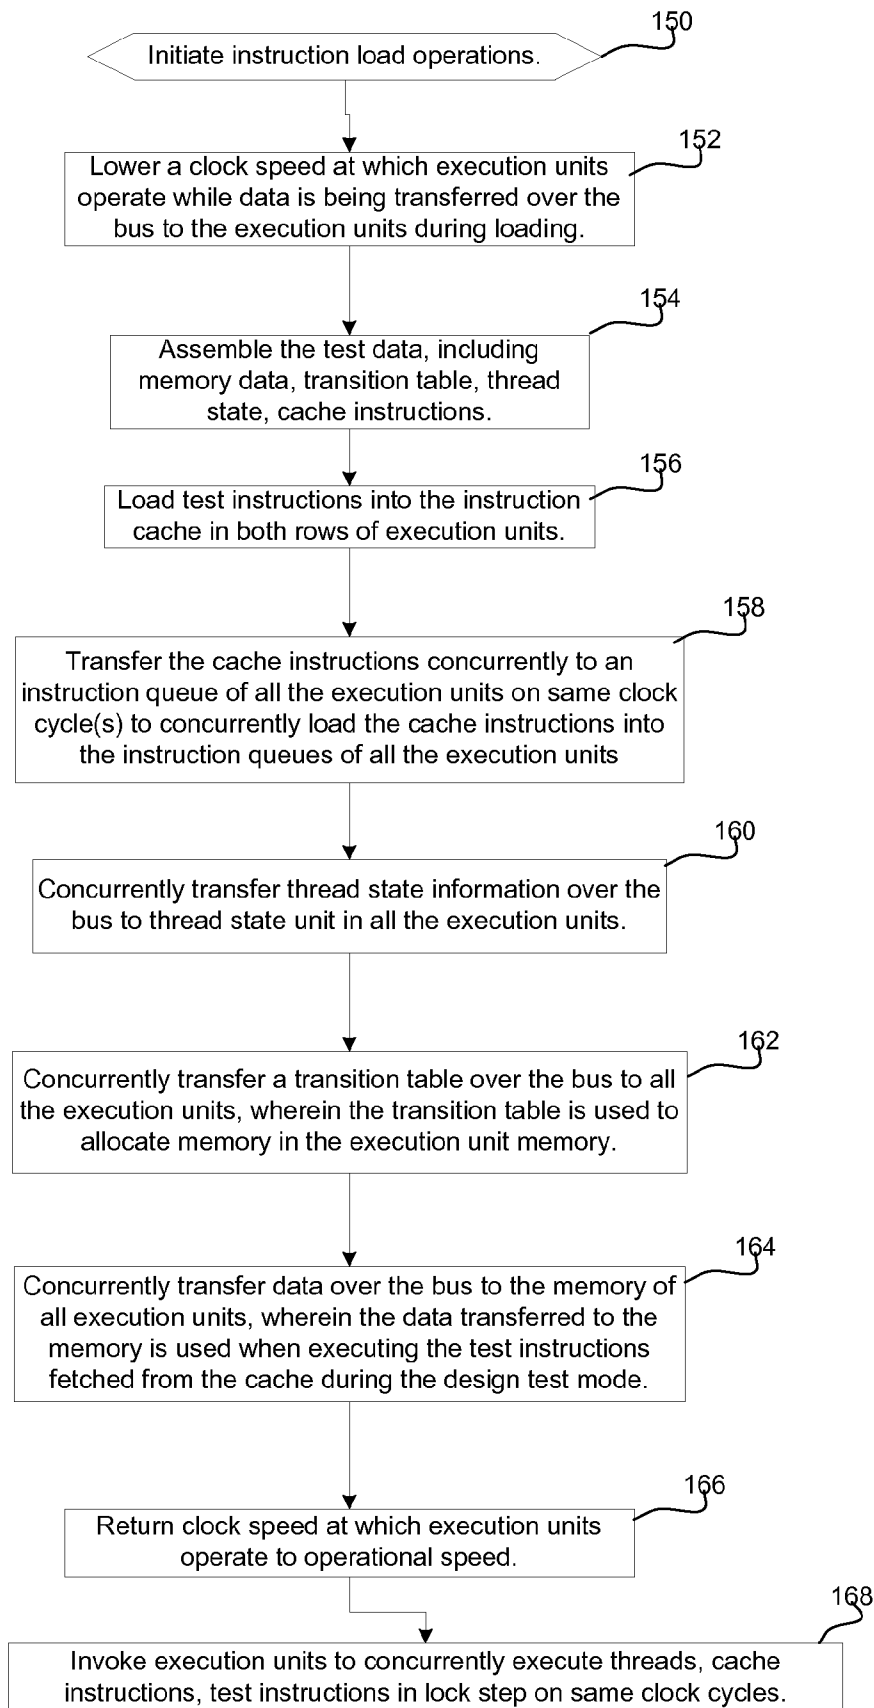 150
Initiate instruction load operations.
152
Lower a clock speed at which execution units
operate while data is being transferred over the
bus to the execution units during loading.
154
Assemble the test data, including
memory data, transition table, thread
state, cache instructions.
156
Load test instructions into the instruction
cache in both rows of execution units.
158
Transfer the cache instructions concurrently to an
instruction queue of all the execution units on same clock
cycle(s) to concurrently load the cache instructions into
the instruction queues of all the execution units
160
Concurrently transfer thread state information over the
bus to thread state unit in all the execution units.
162
Concurrently transfer a transition table over the bus to all
the execution units, wherein the transition table is used to
allocate memory in the execution unit memory.
164
Concurrently transfer data over the bus to the memory of
all execution units, wherein the data transferred to the
memory is used when executing the test instructions
fetched from the cache during the design test mode.
166
Return clock speed at which execution units
operate to operational speed.
168
Invoke execution units to concurrently execute threads, cache
instructions, test instructions in lock step on same clock cycles.